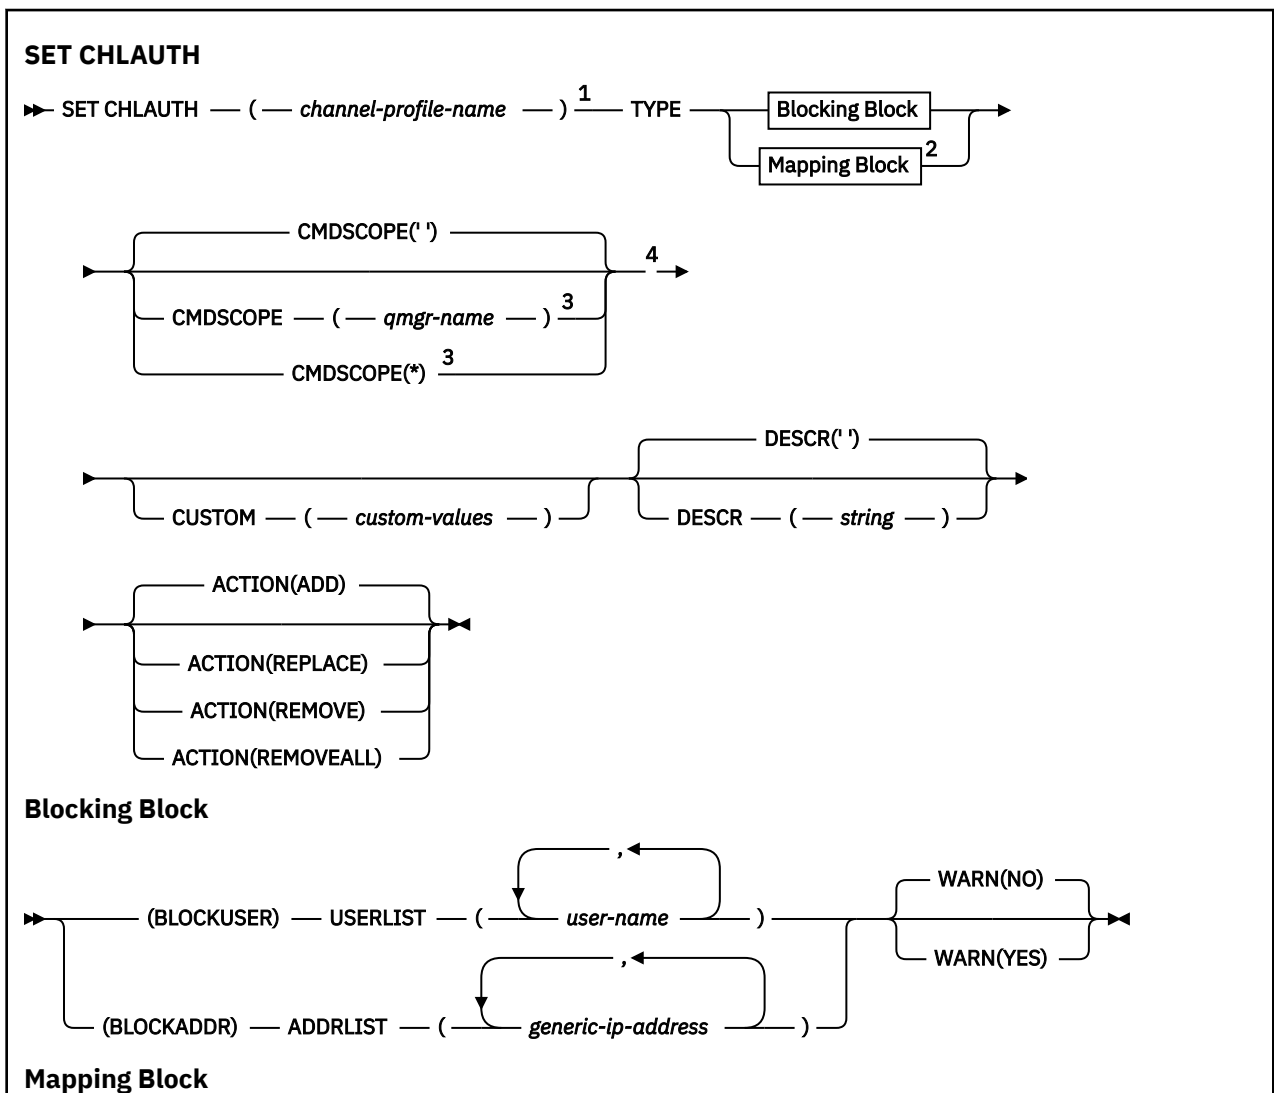 SET CHLAUTH
SET CHLAUTH ( channel-profile-name ) 1 TYPE Blocking Block
Mapping Block 2
CMDSCOPE(' ')
4
CMDSCOPE ( qmgr-name ) 3
CMDSCOPE(*) 3
DESCR(' ')
CUSTOM ( custom-values ) DESCR ( string )
ACTION(ADD)
ACTION(REPLACE)
ACTION(REMOVE)
ACTION(REMOVEALL)
Blocking Block
,
WARN(NO)
(BLOCKUSER) USERLIST ( user-name )
WARN(YES)
,
(BLOCKADDR) ADDRLIST ( generic-ip-address )
Mapping Block